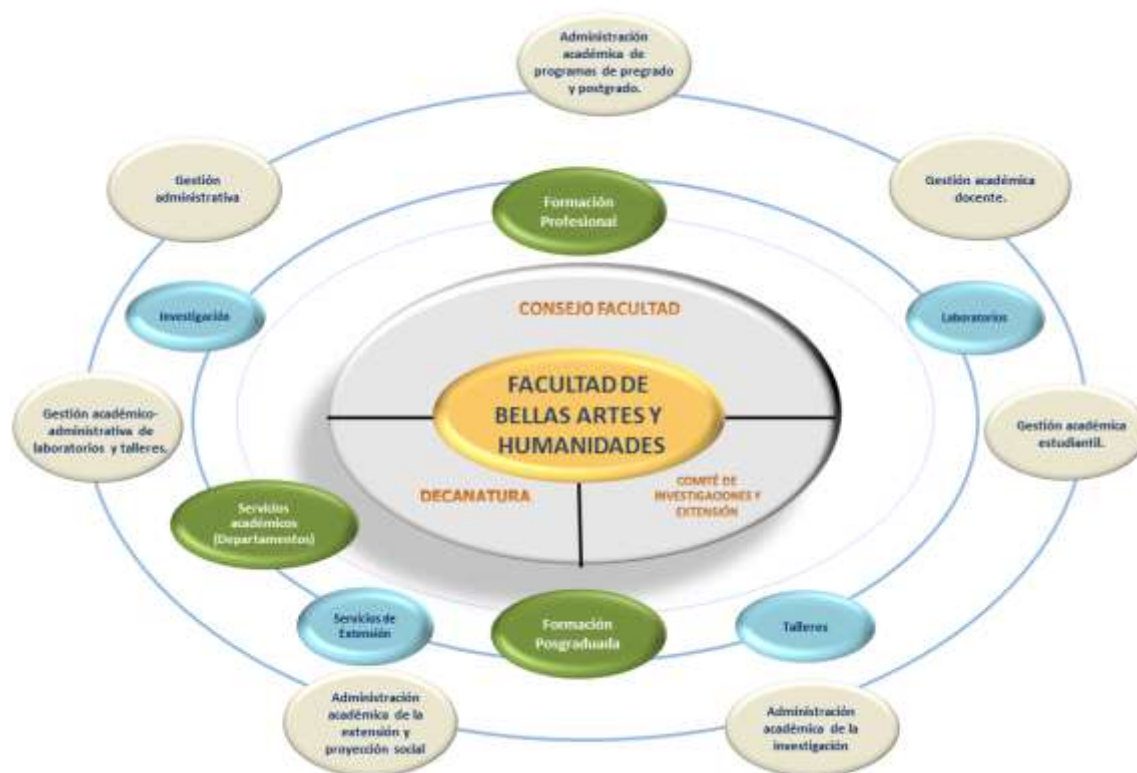 Administración
académica de
programas de pregrado
y postgrado.
Gestión
administrativa
Gestión académica
docente.
Formación
Profesional
Investigación
Laboratorios
CONSEJO FACULTAD
FACULTAD DE
BELLAS ARTES Y
HUMANIDADES
Gestión académico-
administrativa de
laboratorios y talleres.
Gestión académica
estudiantil.
DECANATURA
COMITÉ DE
INVESTIGACIONES Y
EXTENSIÓN
Servicios
académicos
(Departamentos)
Servicios de
Extensión
Formación
Posgraduada
Talleres
Administración
académica de la
extensión y
proyección social
Administración
académica de la
investigación